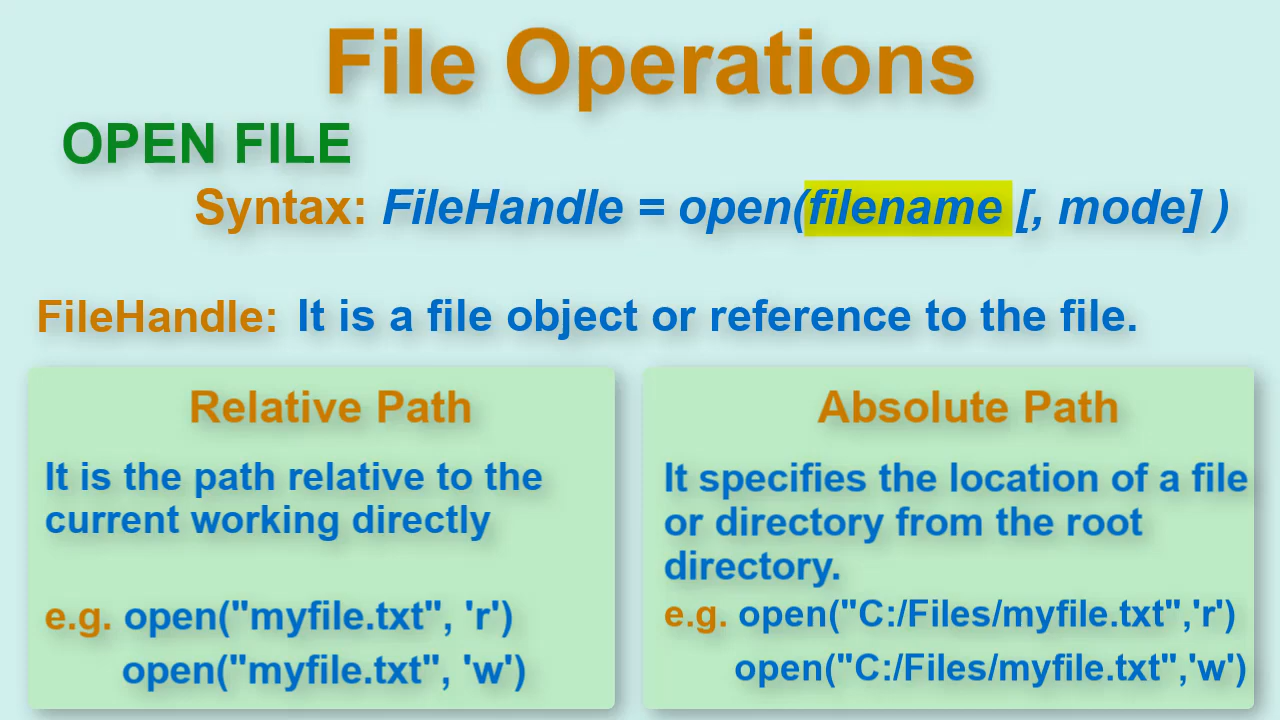 File Operations
OPEN FILE
Syntax: FileHandle = open(filename [, mode] )
FileHandle: It is a file object or reference to the file.
Relative Path
It is the path relative to the
current working directly
e.g. open("myfile.txt", 'r')
open("myfile.txt", 'w')
Absolute Path
It specifies the location of a file
or directory from the root
directory.
e.g. open("C:/Files/myfile.txt",'r')
open("C:/Files/myfile.txt",'w')